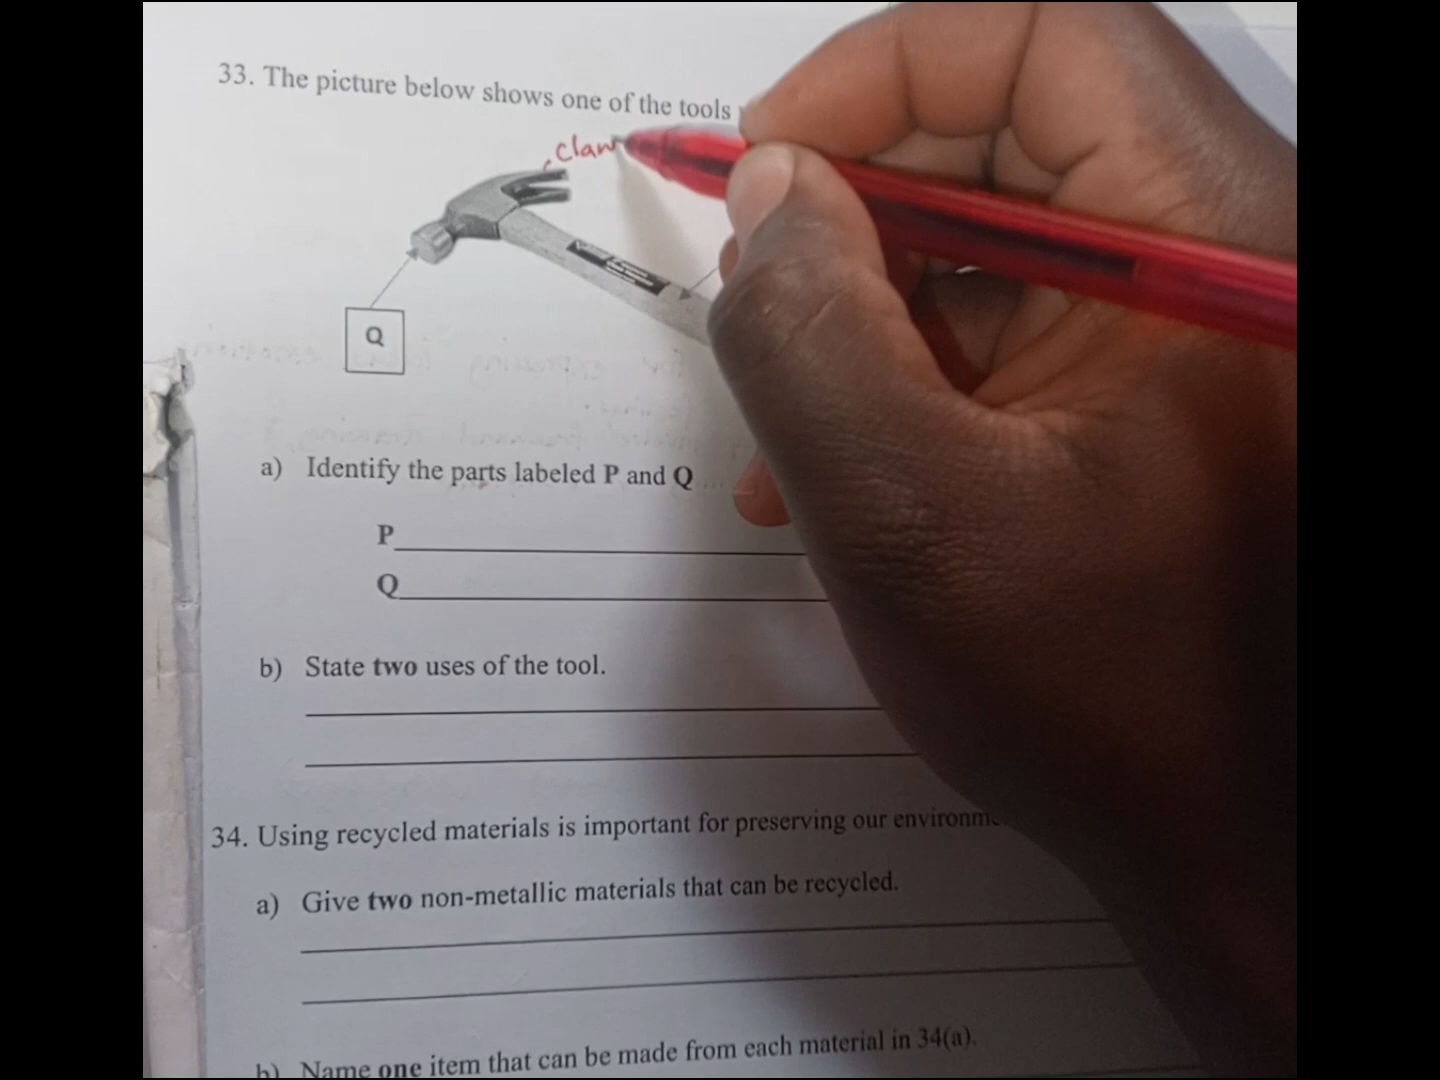 33. The picture below shows one of the tools
claw
Q
a) Identify the parts labeled P and Q
P
Q
b) State two uses of the tool.
34. Using recycled materials is important for preserving our
a) Give two non-metallic materials that can be recycled.
b) Name one item that can be made from each material in 34(a).